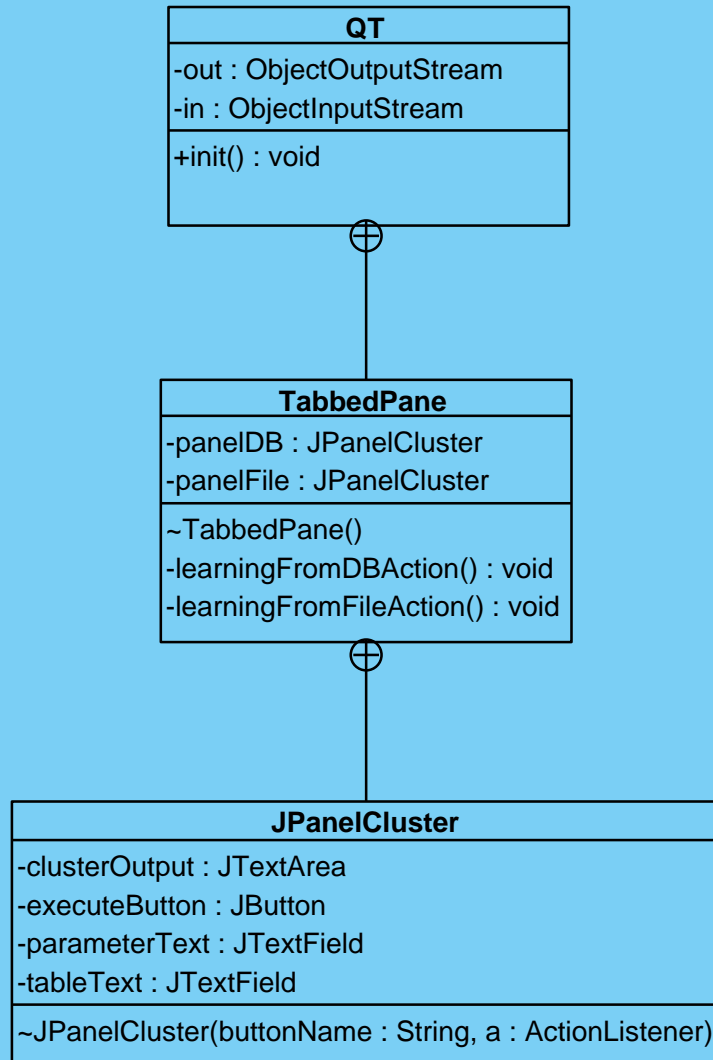 QT
-out : ObjectOutputStream
-in : ObjectInputStream
+init() : void
TabbedPane
-panelDB : JPanelCluster
-panelFile : JPanelCluster
~TabbedPane()
-learningFromDBAction() : void
-learningFromFileAction() : void
JPanelCluster
-clusterOutput : JTextArea
-executeButton : JButton
-parameterText : JTextField
-tableText : JTextField
~JPanelCluster(buttonName : String, a : ActionListener)